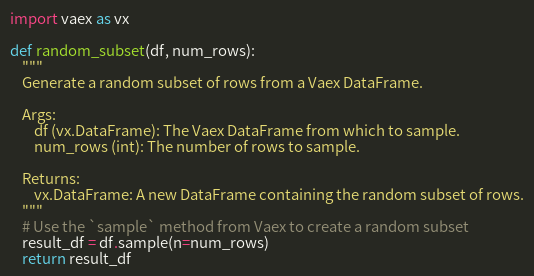 import vaex as vx

def random_subset(df, num_rows):
    """
    Generate a random subset of rows from a Vaex DataFrame.

    Args:
        df (vx.DataFrame): The Vaex DataFrame from which to sample.
        num_rows (int): The number of rows to sample.

    Returns:
        vx.DataFrame: A new DataFrame containing the random subset of rows.
    """
    # Use the `sample` method from Vaex to create a random subset
    result_df = df.sample(n=num_rows)
    return result_df